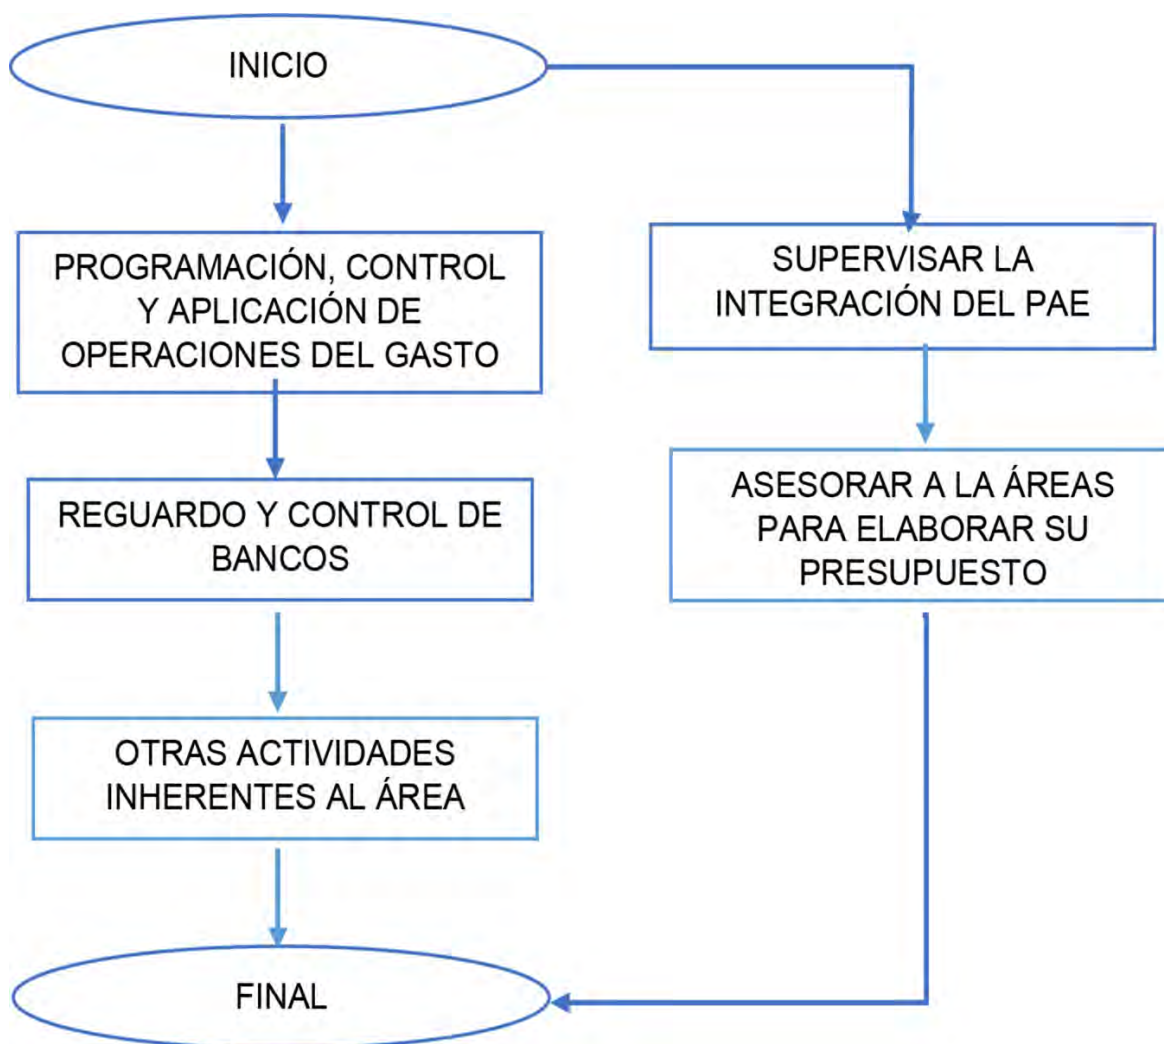 INICIO
PROGRAMACIÓN, CONTROL
Y APLICACIÓN DE
OPERACIONES DEL GASTO
REGUARDO Y CONTROL DE
BANCOS
OTRAS ACTIVIDADES
INHERENTES AL ÁREA
SUPERVISAR LA
INTEGRACIÓN DEL PAE
ASESORAR A LA ÁREAS
PARA ELABORAR SU
PRESUPUESTO
FINAL